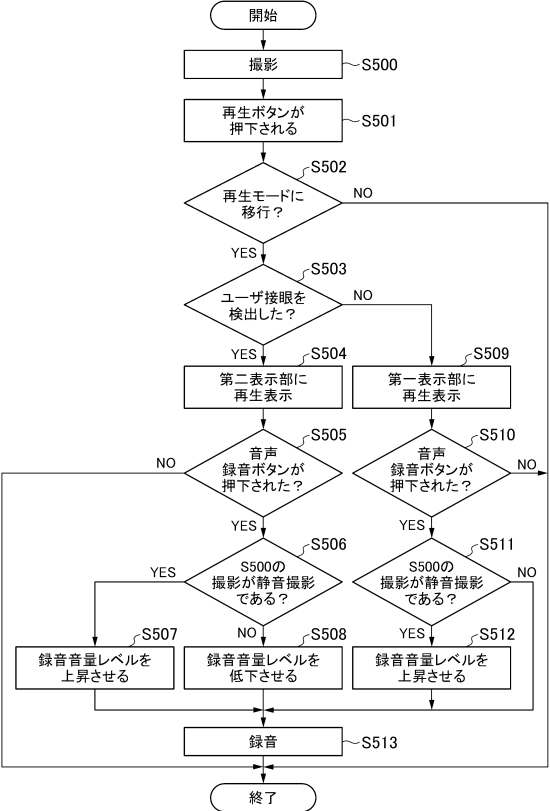 開始
撮影
S500
再生ボタンが
押下される
S501
S502
再生モードに
移行？
NO
YES
S503
ユーザ接眼を
検出した？
NO
YES
S504
第二表示部に
再生表示
S509
第一表示部に
再生表示
S505
音声
録音ボタンが
押下された？
NO
YES
S510
音声
録音ボタンが
押下された？
NO
YES
S506
S500の
撮影が静音撮影
である？
YES
NO
S511
S500の
撮影が静音撮影
である？
NO
YES
S507
録音音量レベルを
上昇させる
S508
録音音量レベルを
低下させる
S512
録音音量レベルを
上昇させる
録音
S513
終了